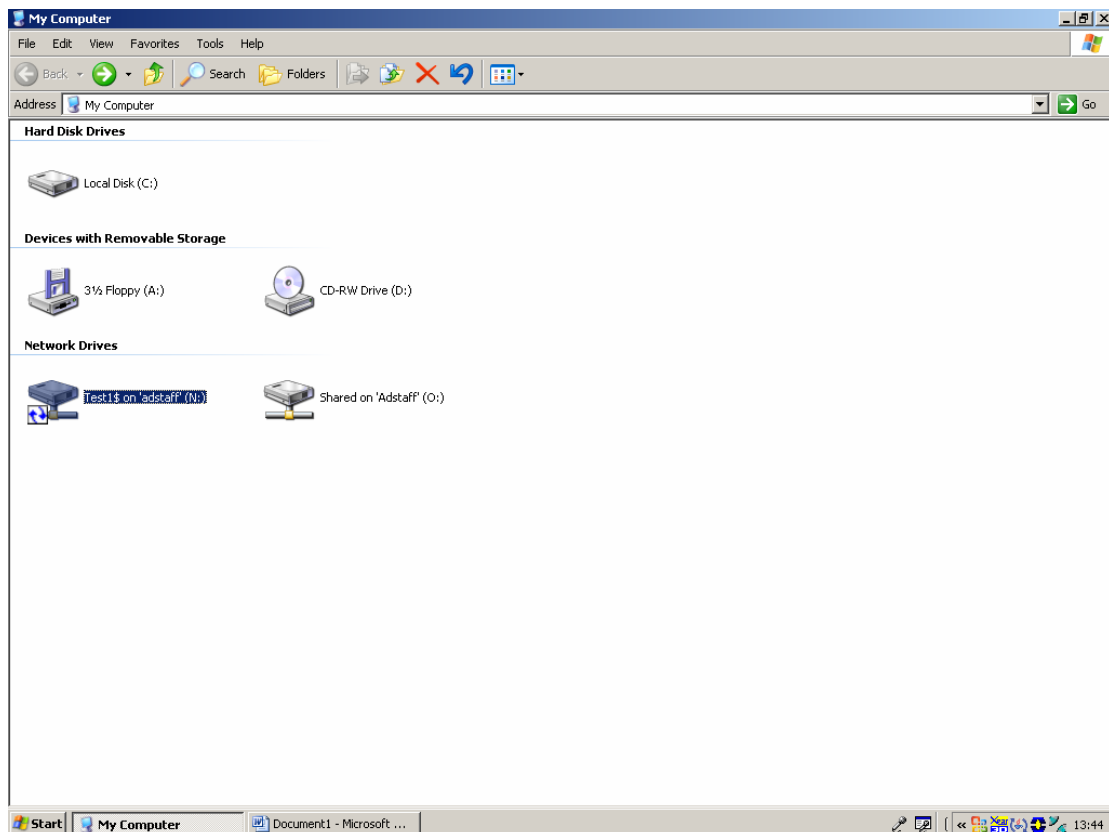 My Computer
File Edit View Favorites Tools Help
Back Search Folders
Address My Computer Go
Hard Disk Drives
Local Disk (C:)
Devices with Removable Storage
3½ Floppy (A:) CD-RW Drive (D:)
Network Drives
Test1$ on 'adstaff' (N:) Shared on 'Adstaff' (O:)
Start My Computer Document1 - Microsoft ... « 13:44